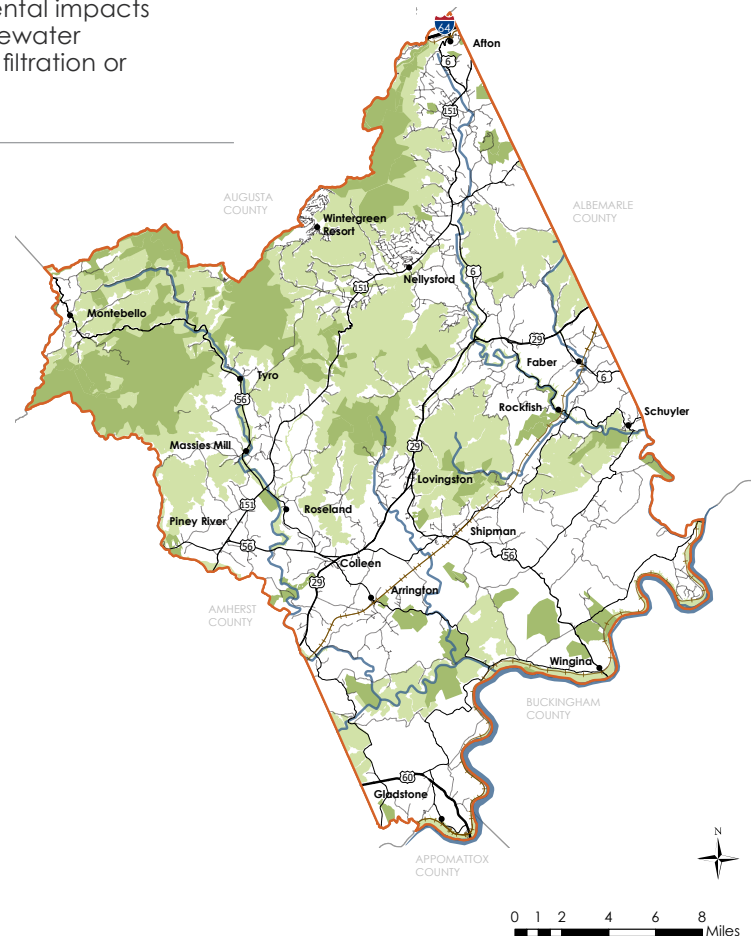 ental impacts
ewater
filtration or
64
Afton
6
151
AUGUSTA
COUNTY
ALBEMARLE
COUNTY
Wintergreen
Resort
6
Nellysford
151
Montebello
29
Faber
Tyro
6
56
Rockfish
Schuyler
Massies Mill
29
Lovingston
151
Roseland
Piney River
Shipman
56
56
Colleen
29
Arrington
AMHERST
COUNTY
Wingina
BUCKINGHAM
COUNTY
60
Gladstone
N
APPOMATTOX
COUNTY
0 1 2 4 6 8
Miles